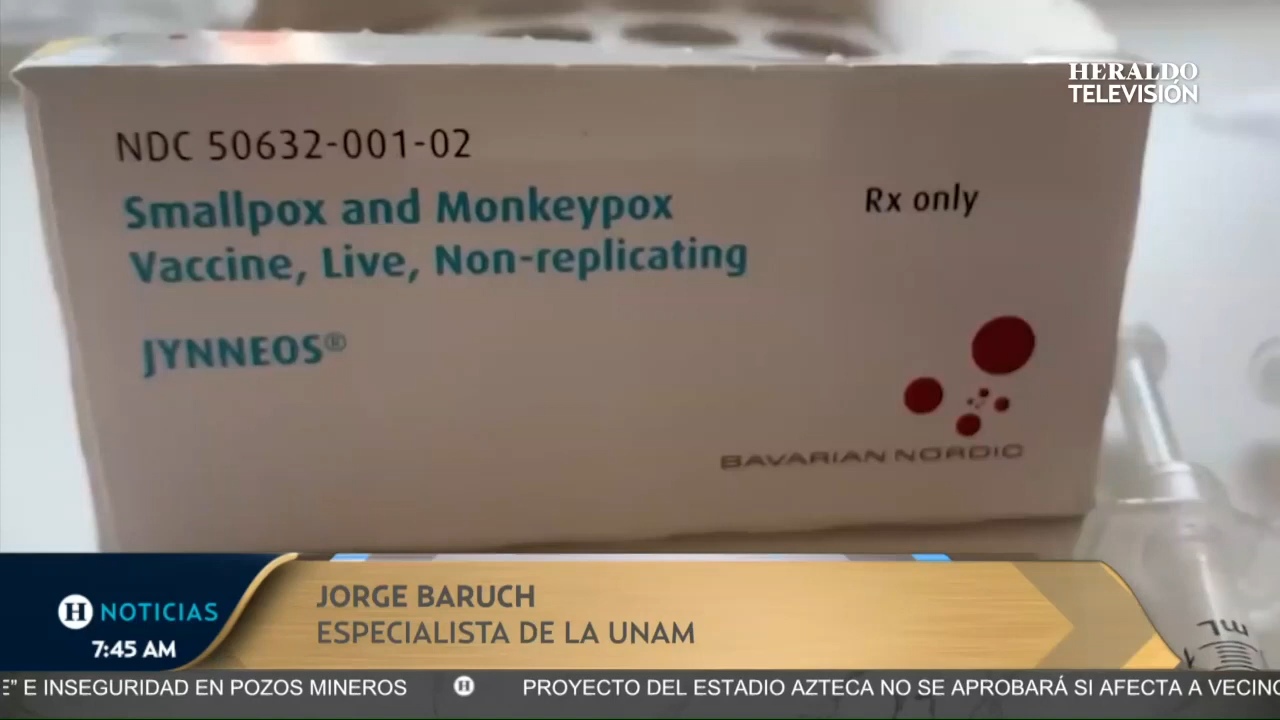 HERALDO
TELEVISIÓN
NDC 50632-001-02
Smallpox and Monkeypox
Vaccine, Live, Non-replicating
Rx only
JYNNEOS®
BAVARIAN NORDIC
JORGE BARUCH
ESPECIALISTA DE LA UNAM
H NOTICIAS
7:45 AM
E” E INSEGURIDAD EN POZOS MINEROS H PROYECTO DEL ESTADIO AZTECA NO SE APROBARÁ SI AFECTA A VECINO
mL